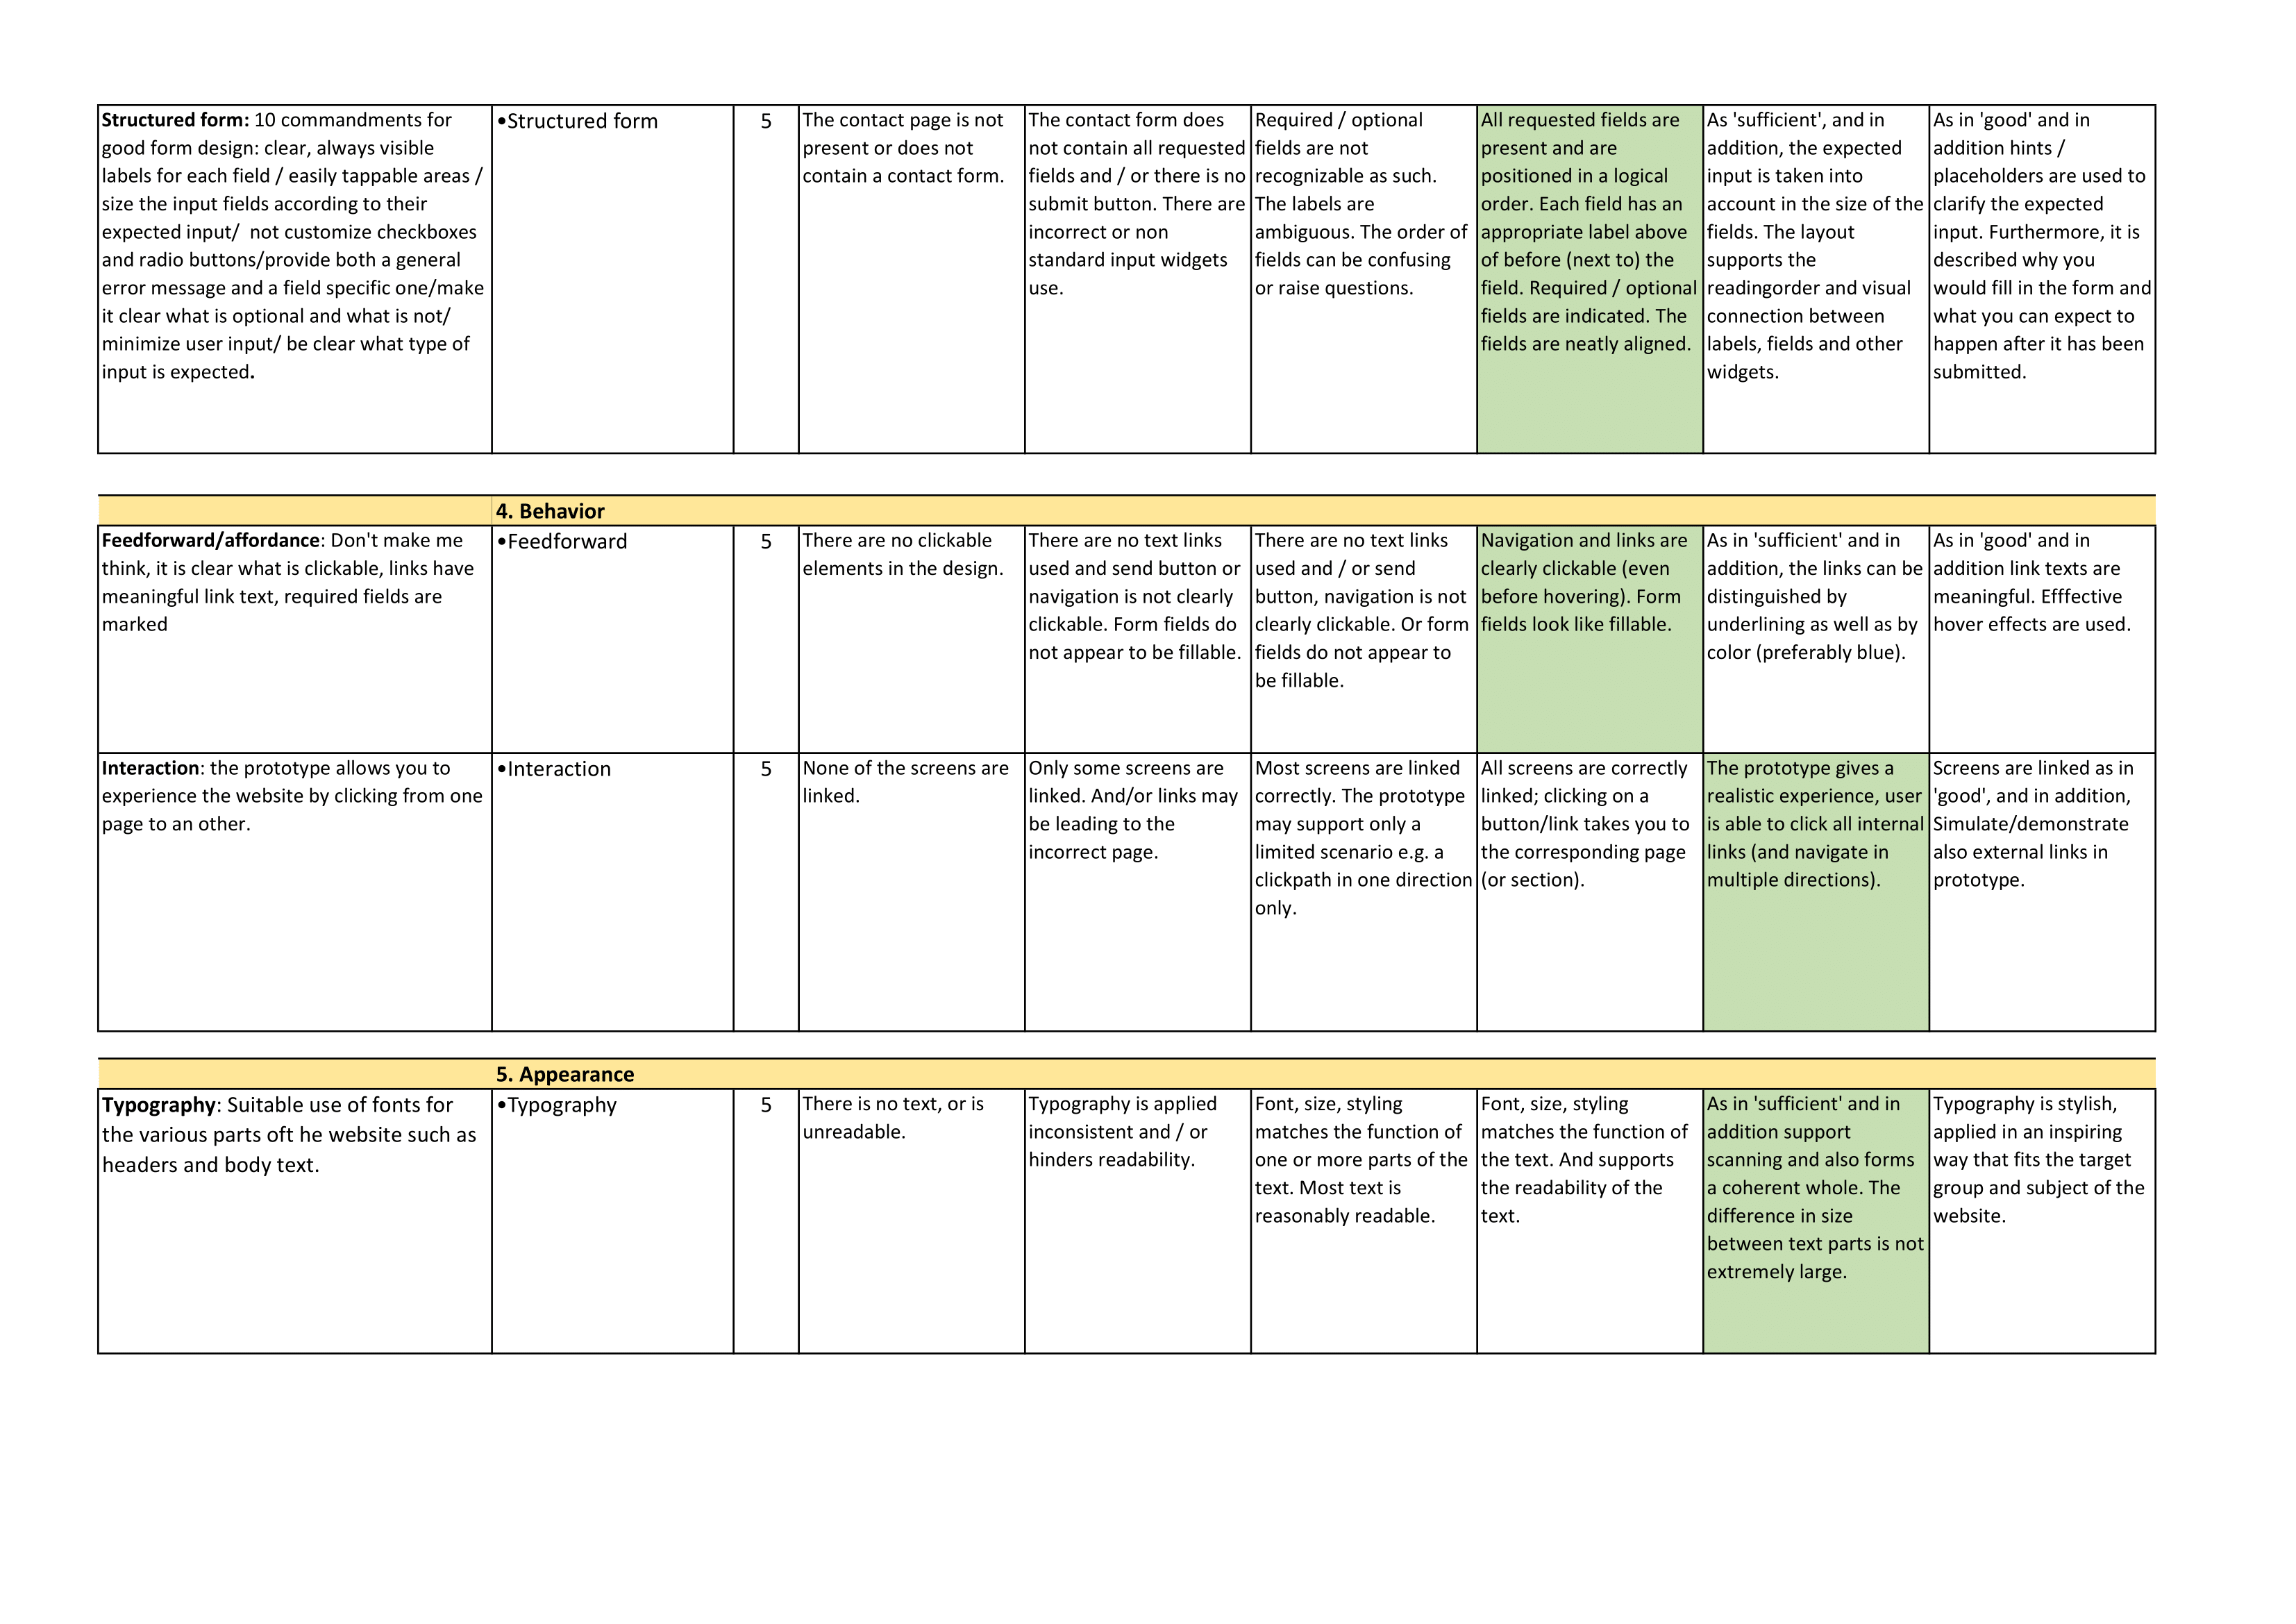 Structured form: 10 commandments for
good form design: clear, always visible
labels for each field / easily tappable areas /
size the input fields according to their
expected input/  not customize checkboxes
and radio buttons/provide both a general
error message and a field specific one/make
it clear what is optional and what is not/
minimize user input/ be clear what type of
input is expected.
•Structured form
5
The contact page is not
present or does not
contain a contact form.
The contact form does
not contain all requested
fields and / or there is no
submit button. There are
incorrect or non
standard input widgets
use.
Required / optional
fields are not
recognizable as such.
The labels are
ambiguous. The order of
fields can be confusing
or raise questions.
All requested fields are
present and are
positioned in a logical
order. Each field has an
appropriate label above
of before (next to) the
field. Required / optional
fields are indicated. The
fields are neatly aligned.
As 'sufficient', and in
addition, the expected
input is taken into
account in the size of the
fields. The layout
supports the
readingorder and visual
connection between
labels, fields and other
widgets.
As in 'good' and in
addition hints /
placeholders are used to
clarify the expected
input. Furthermore, it is
described why you
would fill in the form and
what you can expect to
happen after it has been
submitted.
4. Behavior
Feedforward/affordance: Don't make me
think, it is clear what is clickable, links have
meaningful link text, required fields are
marked
•Feedforward
5
There are no clickable
elements in the design.
There are no text links
used and send button or
navigation is not clearly
clickable. Form fields do
not appear to be fillable.
There are no text links
used and / or send
button, navigation is not
clearly clickable. Or form
fields do not appear to
be fillable.
Navigation and links are
clearly clickable (even
before hovering). Form
fields look like fillable.
As in 'sufficient' and in
addition, the links can be
distinguished by
underlining as well as by
color (preferably blue).
As in 'good' and in
addition link texts are
meaningful. Efffective
hover effects are used.
Interaction: the prototype allows you to
experience the website by clicking from one
page to an other.
•Interaction
5
None of the screens are
linked.
Only some screens are
linked. And/or links may
be leading to the
incorrect page.
Most screens are linked
correctly. The prototype
may support only a
limited scenario e.g. a
clickpath in one direction
only.
All screens are correctly
linked; clicking on a
button/link takes you to
the corresponding page
(or section).
The prototype gives a
realistic experience, user
is able to click all internal
links (and navigate in
multiple directions).
Screens are linked as in
'good', and in addition,
Simulate/demonstrate
also external links in
prototype.
5. Appearance
Typography: Suitable use of fonts for
the various parts oft he website such as
headers and body text.
•Typography
5
There is no text, or is
unreadable.
Typography is applied
inconsistent and / or
hinders readability.
Font, size, styling
matches the function of
one or more parts of the
text. Most text is
reasonably readable.
Font, size, styling
matches the function of
the text. And supports
the readability of the
text.
As in 'sufficient' and in
addition support
scanning and also forms
a coherent whole. The
difference in size
between text parts is not
extremely large.
Typography is stylish,
applied in an inspiring
way that fits the target
group and subject of the
website.